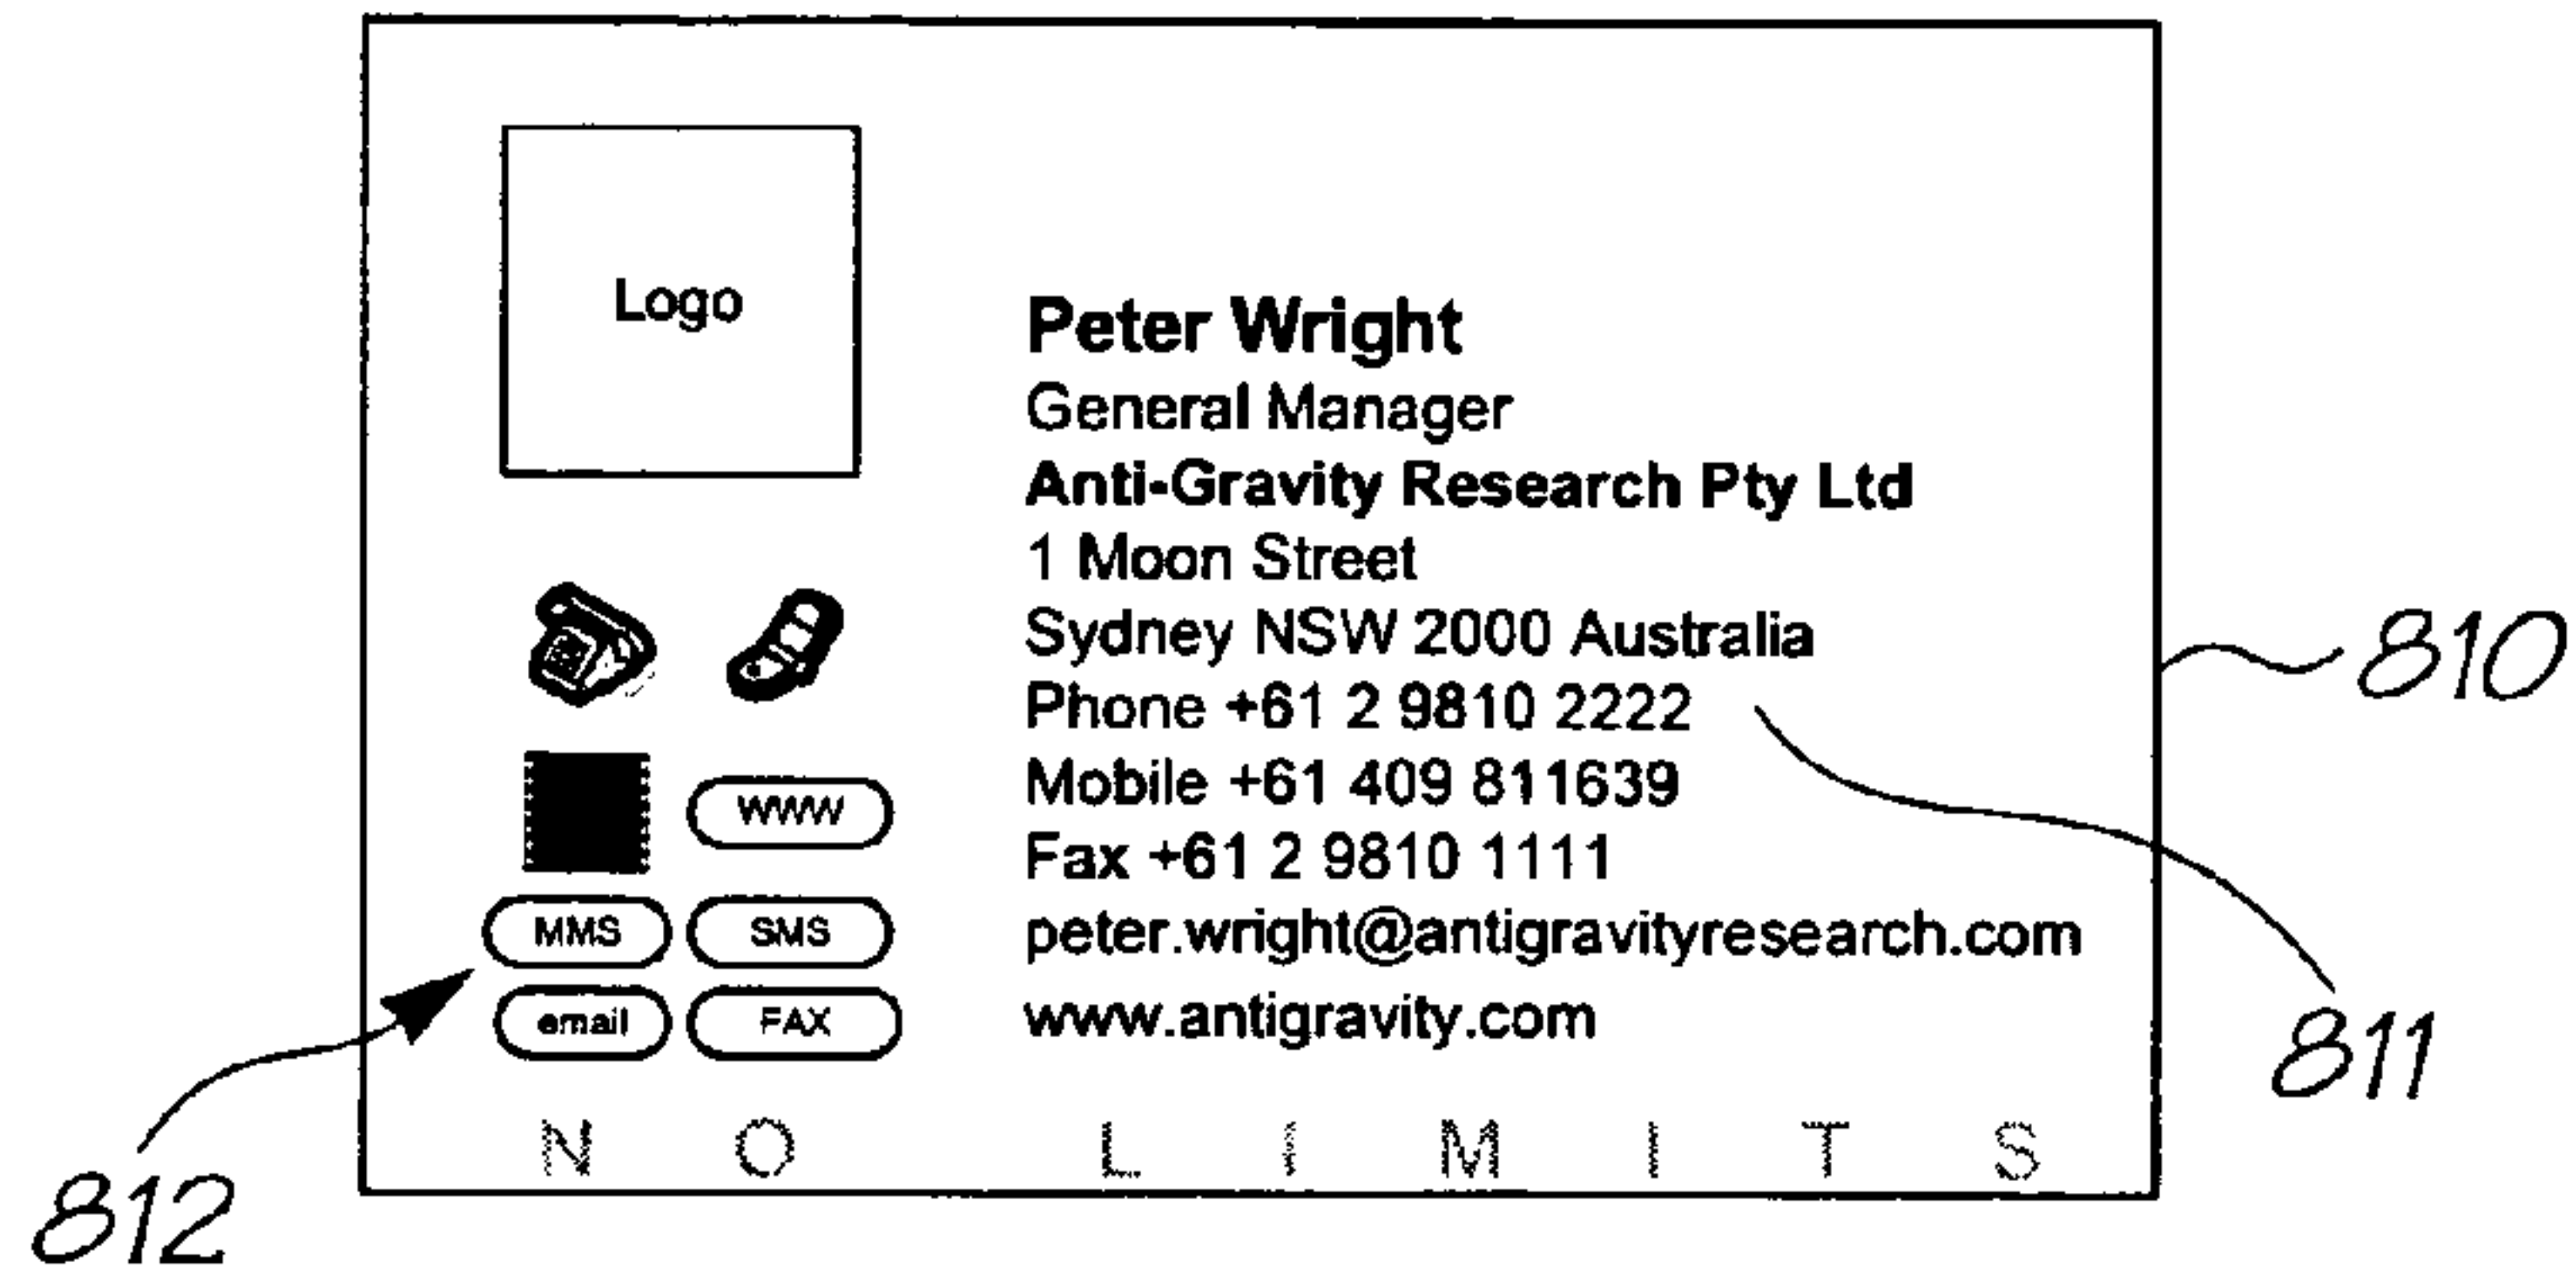 Logo
Peter Wright
General Manager
Anti-Gravity Research Pty Ltd
1 Moon Street
Sydney NSW 2000 Australia
Phone +61 2 9810 2222
Mobile +61 409 811639
Fax +61 2 9810 1111
peter.wright@antigravityresearch.com
www.antigravity.com
WWW
MMS SMS
email FAX
N O L I M I T S
810
811
812